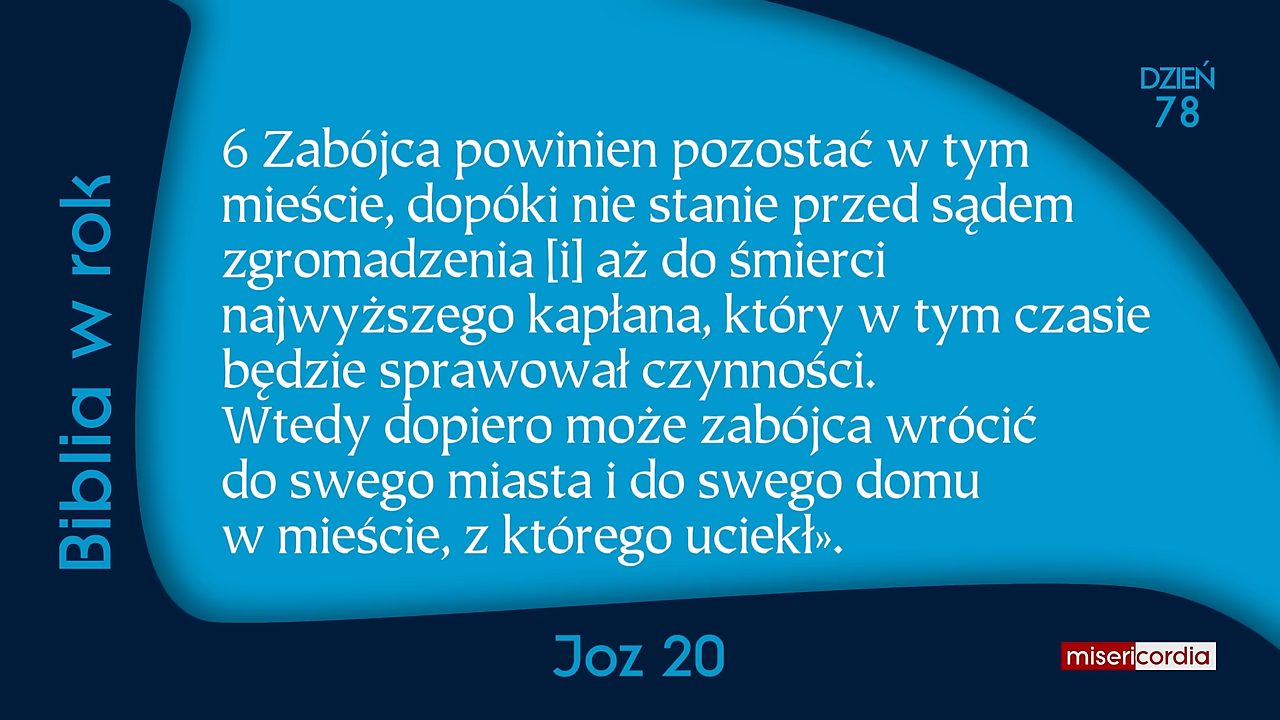 DZIEŃ
78
6 Zabójca powinien pozostać w tym
mieście, dopóki nie stanie przed sądem
zgromadzenia [i] aż do śmierci
najwyższego kapłana, który w tym czasie
będzie sprawował czynności.
Wtedy dopiero może zabójca wrócić
do swego miasta i do swego domu
w mieście, z którego uciekł».
Biblia w rok
Joz 20
misericordia